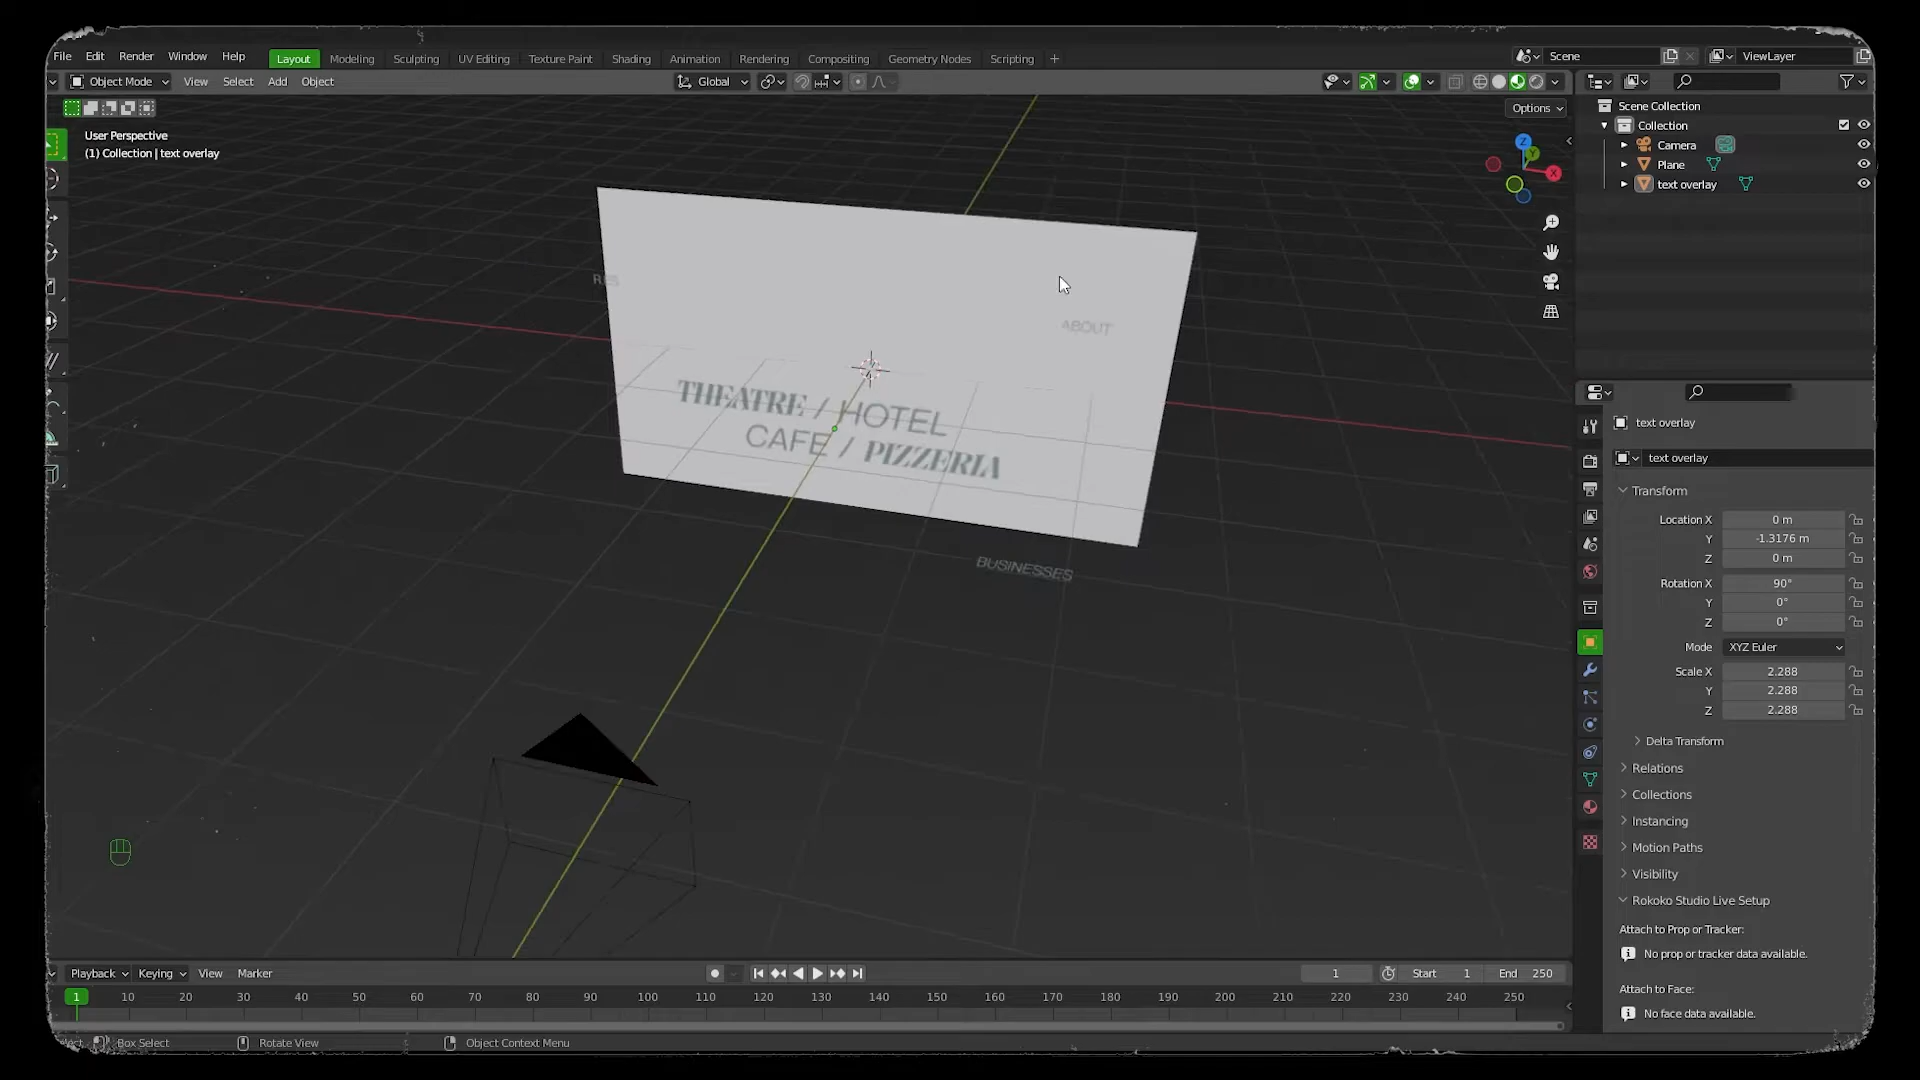 File Edit Render Window Help Layout Modeling Sculpting UV Editing Texture Paint Shading Animation Rendering Compositing Geometry Nodes Scripting + Scene ViewLayer
Object Mode View Select Add Object Global
Options
User Perspective
(1) Collection | text overlay
Scene Collection
Collection
Camera
Plane
text overlay
Z
Y
X
RES
ABOUT
THEATRE / HOTEL
CAFE / PIZZERIA
BUSINESSES
text overlay
text overlay
Transform
Location X 0 m
Y -1.3176 m
Z 0 m
Rotation X 90°
Y 0°
Z 0°
Mode XYZ Euler
Scale X 2.288
Y 2.288
Z 2.288
Delta Transform
Relations
Collections
Instancing
Motion Paths
Visibility
Rokoko Studio Live Setup
Attach to Prop or Tracker:
No prop or tracker data available.
Attach to Face:
No face data available.
Playback Keying View Marker 1 Start 1 End 250
1 10 20 30 40 50 60 70 80 90 100 110 120 130 140 150 160 170 180 190 200 210 220 230 240 250
Box Select Rotate View Object Context Menu